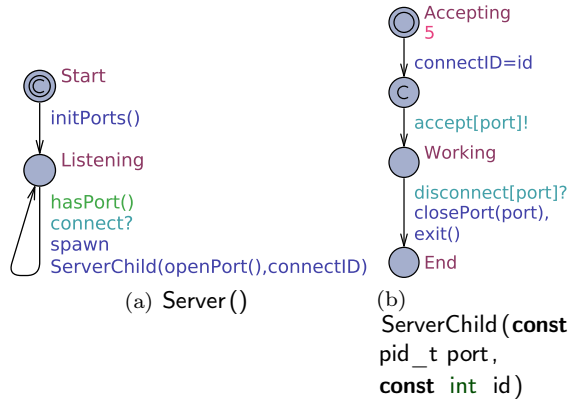 Start
C
initPorts()
Listening
hasPort()
connect?
spawn
ServerChild(openPort(),connectID)
(a) Server()
Accepting
5
connectID=id
C
accept[port]!
Working
disconnect[port]?
closePort(port),
exit()
End
(b)
ServerChild(const
pid_t port,
const int id)